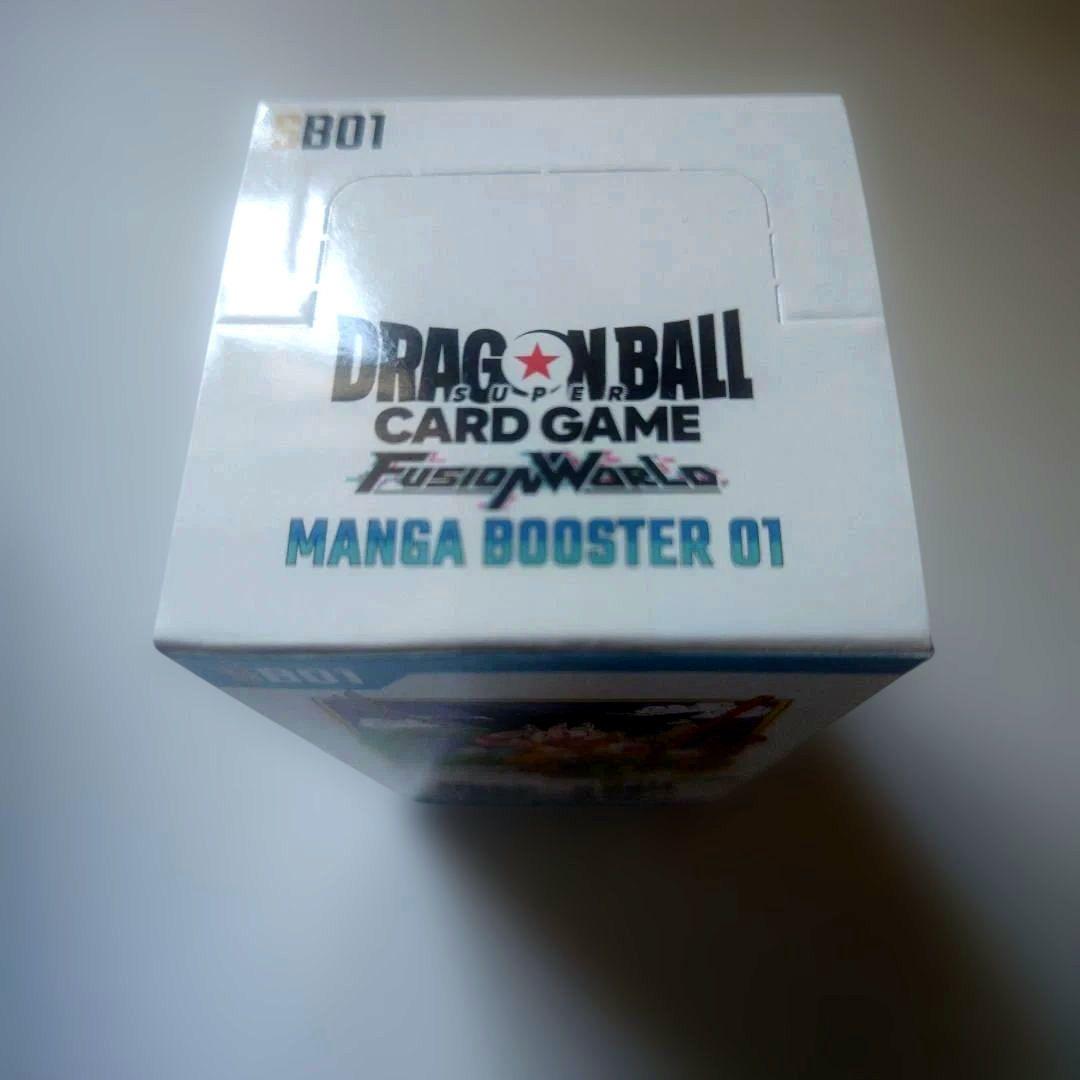 SB01
DRAGON BALL
SUPER
CARD GAME
FUSION WORLD
MANGA BOOSTER 01
SB01